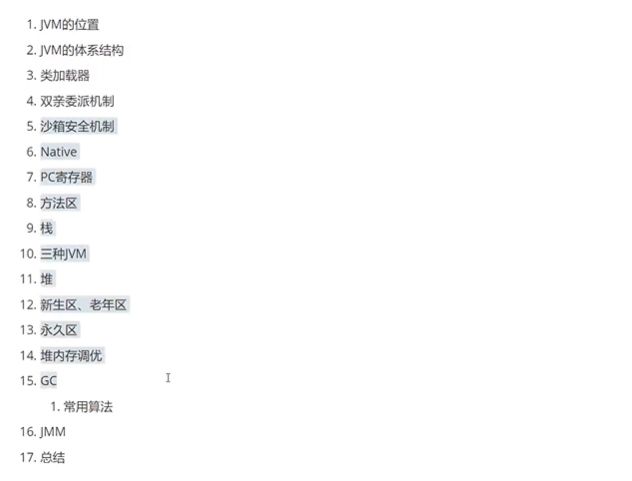 1. JVM的位置
2. JVM的体系结构
3. 类加载器
4. 双亲委派机制
5. 沙箱安全机制
6. Native
7. PC寄存器
8. 方法区
9. 栈
10. 三种JVM
11. 堆
12. 新生区、老年区
13. 永久区
14. 堆内存调优
15. GC
1. 常用算法
16. JMM
17. 总结